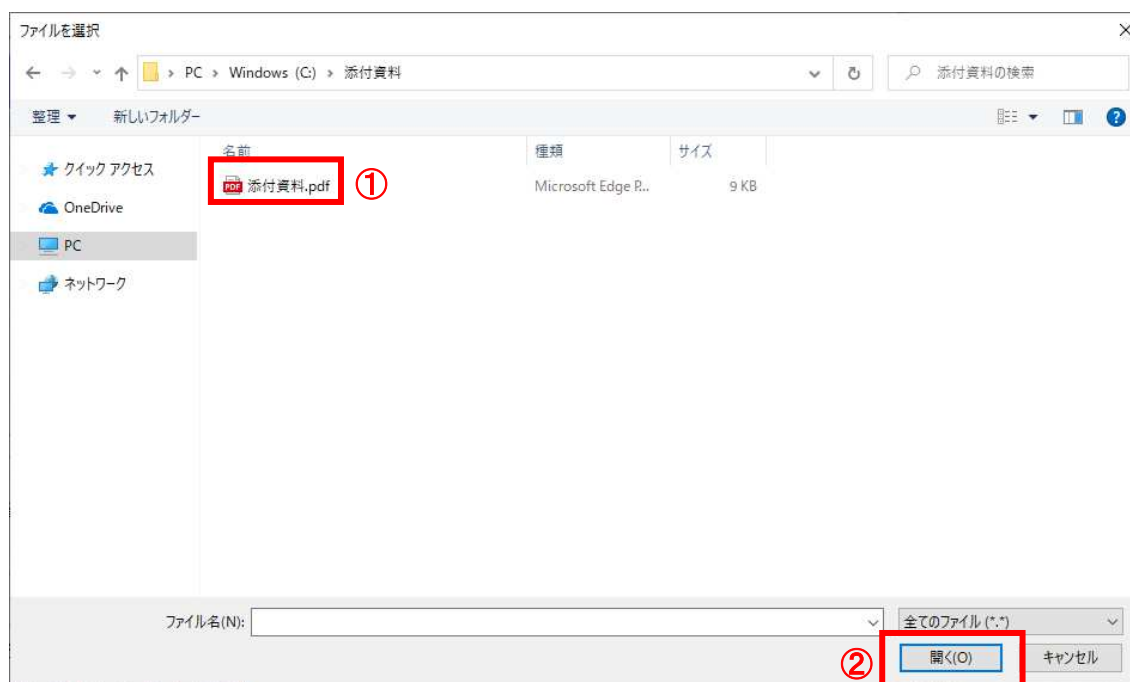 ファイルを選択
PC › Windows (C:) › 添付資料
添付資料の検索
整理
新しいフォルダー
名前 種類 サイズ
クイック アクセス
PDF 添付資料.pdf ① Microsoft Edge P... 9 KB
OneDrive
PC
ネットワーク
ファイル名(N): 全てのファイル (*.*)
② 開く(O) キャンセル